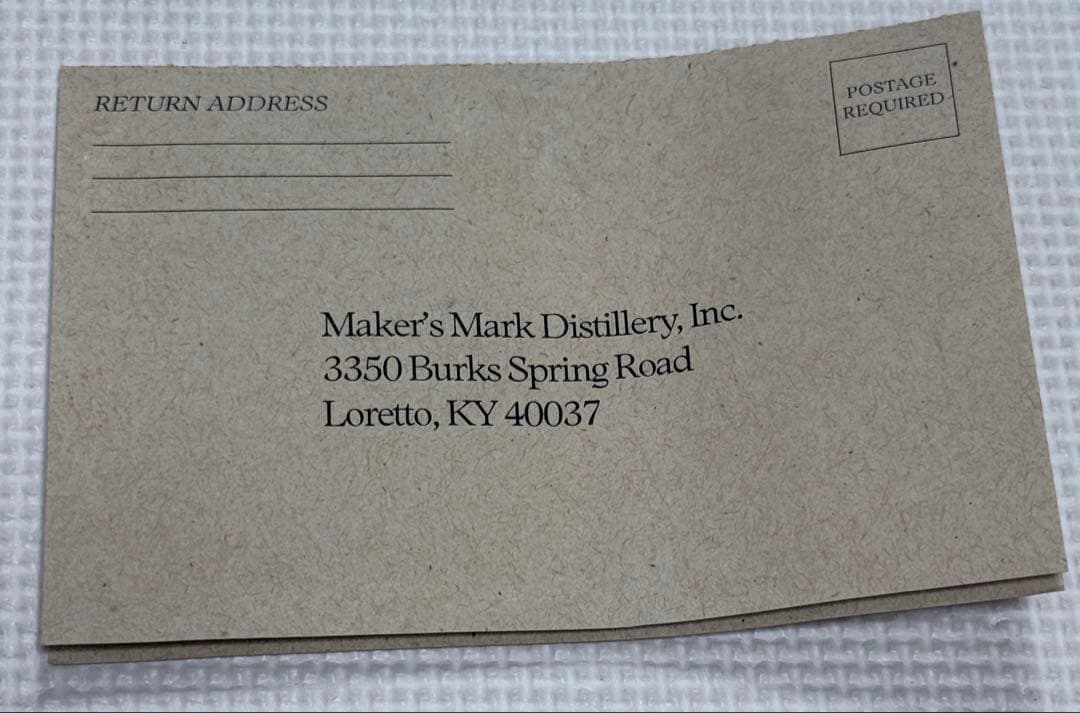 RETURN ADDRESS
POSTAGE
REQUIRED
Maker's Mark Distillery, Inc.
3350 Burks Spring Road
Loretto, KY 40037